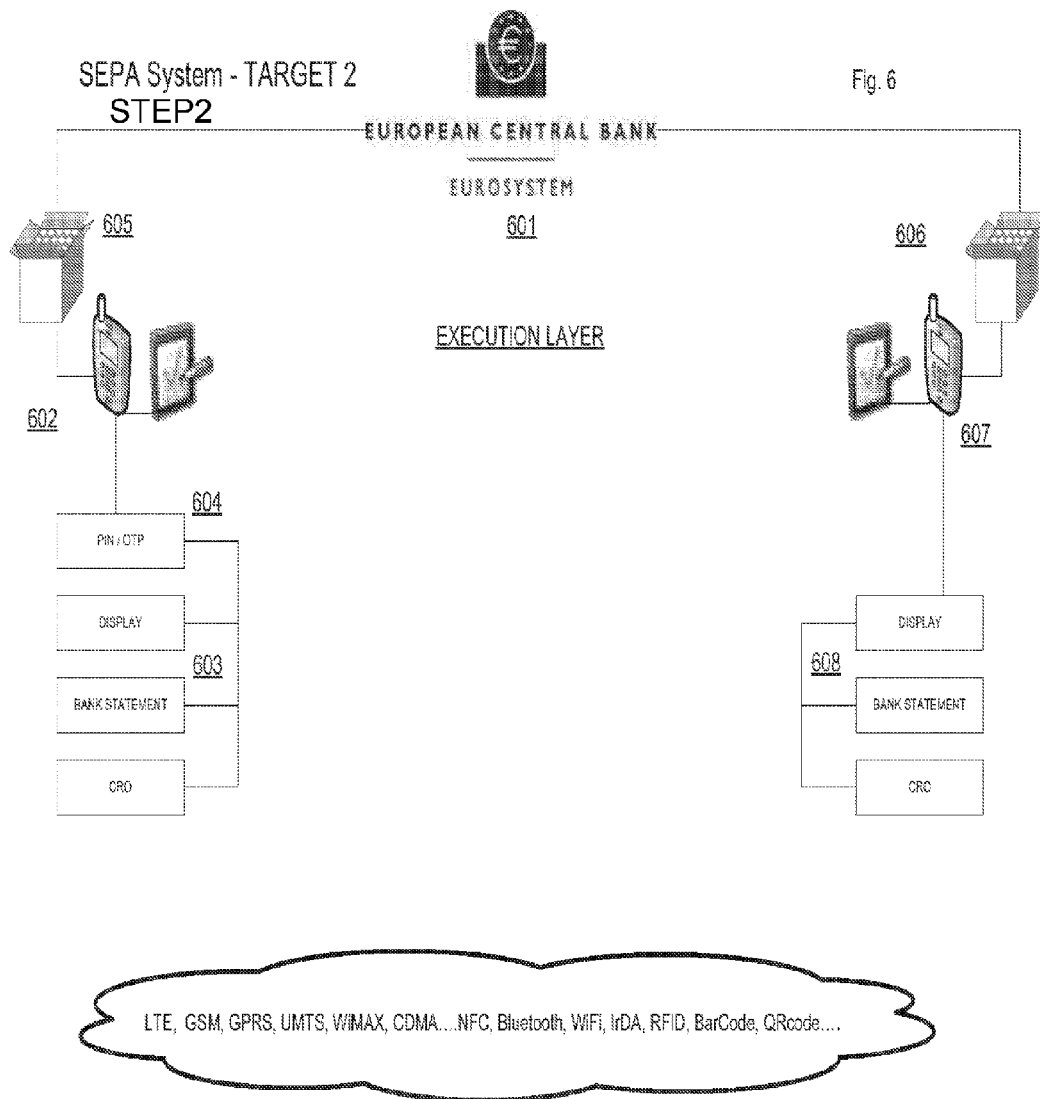 SEPA System - TARGET 2
STEP2
Fig. 6
EUROPEAN CENTRAL BANK
EUROSYSTEM
601
605
606
EXECUTION LAYER
602
607
604
PIN / OTP
DISPLAY
603
BANK STATEMENT
CRO
DISPLAY
608
BANK STATEMENT
CRO
LTE, GSM, GPRS, UMTS, WiMAX, CDMA....NFC, Bluetooth, WiFi, IrDA, RFID, BarCode, QRcode....